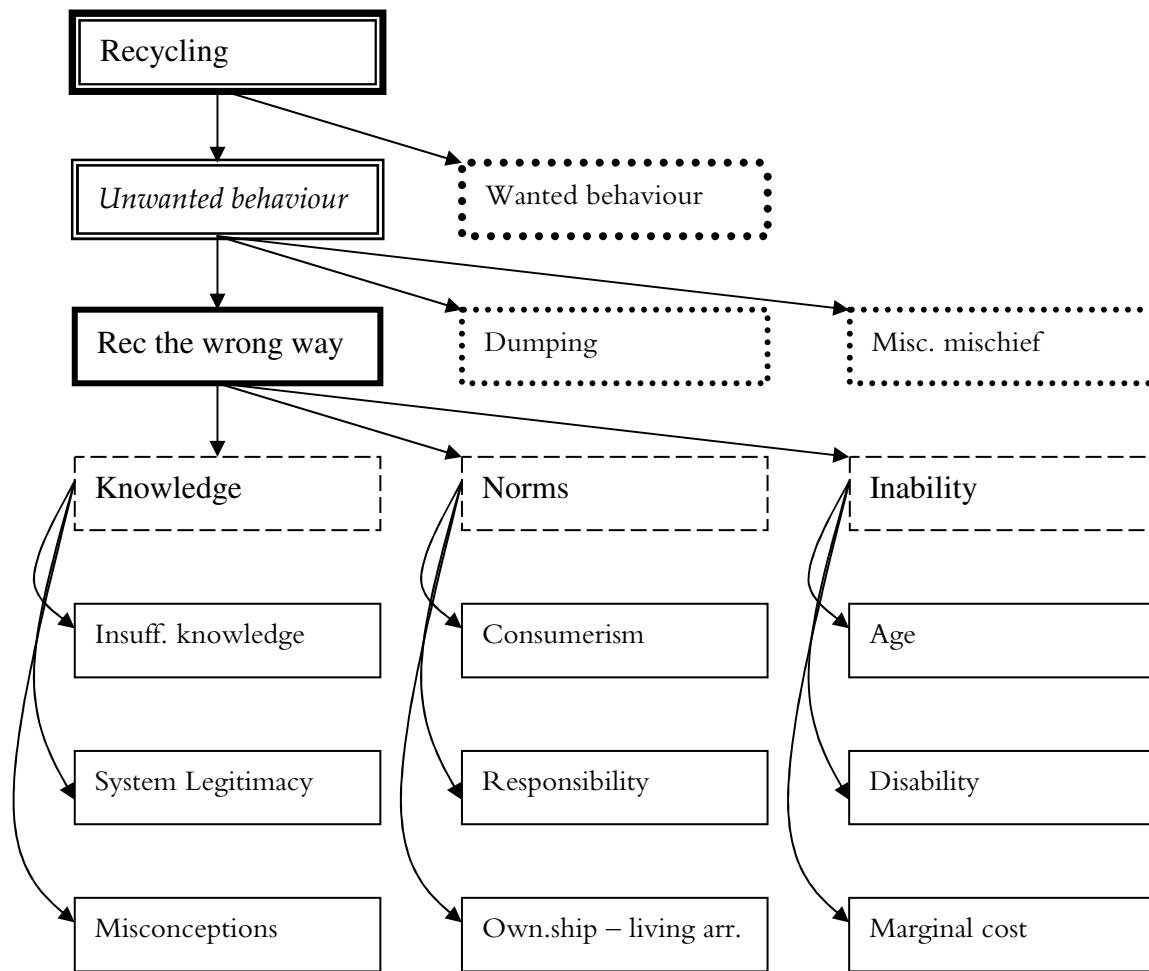 Recycling
Unwanted behaviour
Wanted behaviour
Rec the wrong way
Dumping
Misc. mischief
Knowledge
Norms
Inability
Insuff. knowledge
Consumerism
Age
System Legitimacy
Responsibility
Disability
Misconceptions
Own.ship – living arr.
Marginal cost